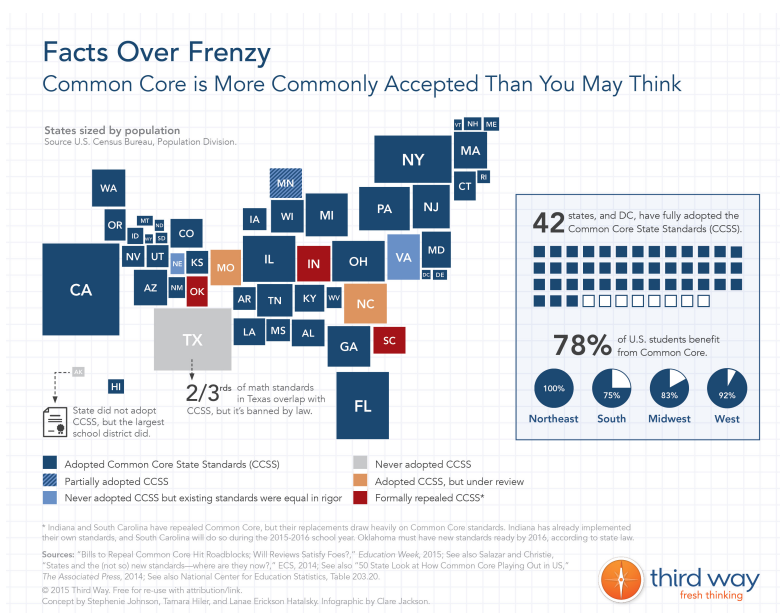 Facts Over Frenzy
Common Core is More Commonly Accepted Than You May Think
States sized by population
Source U.S. Census Bureau, Population Division.
VT NH ME
NY MA
CT RI
WA MN
OR MT ND
ID WY SD CO
IA WI MI PA NJ
NV UT NE KS MO IL IN OH VA MD
DC DE
CA AZ NM OK AR TN KY WV NC
TX LA MS AL GA SC
AK
HI
FL
State did not adopt
CCSS, but the largest
school district did.
2/3rds of math standards
in Texas overlap with
CCSS, but it's banned by law.
42 states, and DC, have fully adopted the
Common Core State Standards (CCSS).
78% of U.S. students benefit
from Common Core.
100% 75% 83% 92%
Northeast South Midwest West
Adopted Common Core State Standards (CCSS)
Partially adopted CCSS
Never adopted CCSS but existing standards were equal in rigor
Never adopted CCSS
Adopted CCSS, but under review
Formally repealed CCSS*
* Indiana and South Carolina have repealed Common Core, but their replacements draw heavily on Common Core standards. Indiana has already implemented
their own standards, and South Carolina will do so during the 2015-2016 school year. Oklahoma must have new standards ready by 2016, according to state law.
Sources: "Bills to Repeal Common Core Hit Roadblocks; Will Reviews Satisfy Foes?," Education Week, 2015; See also Salazar and Christie,
"States and the (not so) new standards—where are they now?," ECS, 2014; See also "50 State Look at How Common Core Playing Out in US,"
The Associated Press, 2014; See also National Center for Education Statistics, Table 203.20.
© 2015 Third Way. Free for re-use with attribution/link.
Concept by Stephenie Johnson, Tamara Hiler, and Lanae Erickson Hatalsky. Infographic by Clare Jackson.
third way
fresh thinking